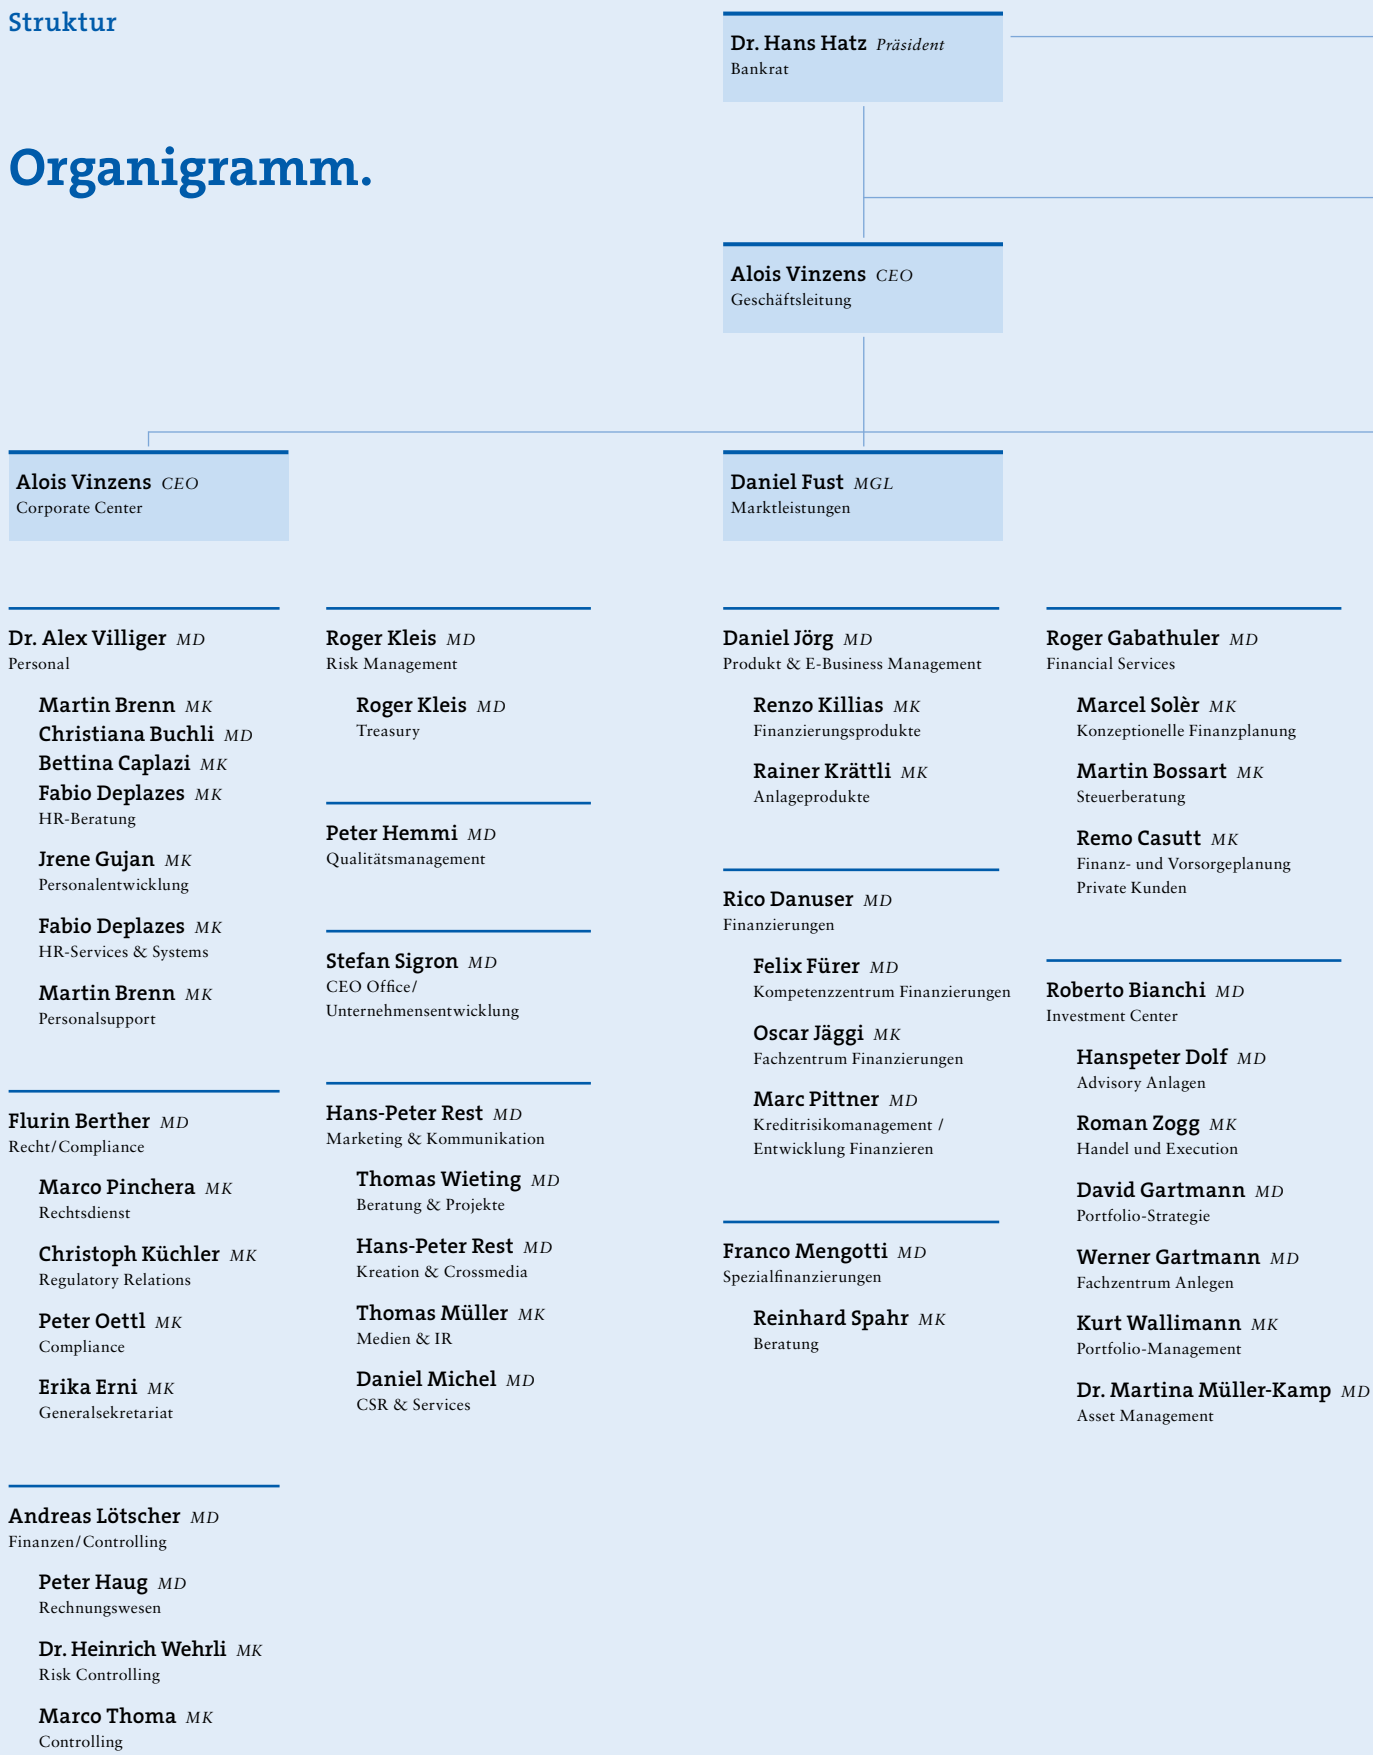 Struktur
Organigramm.
Dr. Hans Hatz Präsident
Bankrat
Alois Vinzens CEO
Geschäftsleitung
Alois Vinzens CEO
Corporate Center
Dr. Alex Villiger MD
Personal
Martin Brenn MK
Christiana Buchli MD
Bettina Caplazi MK
Fabio Deplazes MK
HR-Beratung
Jrene Gujan MK
Personalentwicklung
Fabio Deplazes MK
HR-Services & Systems
Martin Brenn MK
Personalsupport
Flurin Berther MD
Recht/Compliance
Marco Pinchera MK
Rechtsdienst
Christoph Küchler MK
Regulatory Relations
Peter Oettl MK
Compliance
Erika Erni MK
Generalsekretariat
Andreas Lötscher MD
Finanzen/Controlling
Peter Haug MD
Rechnungswesen
Dr. Heinrich Wehrli MK
Risk Controlling
Marco Thoma MK
Controlling
Roger Kleis MD
Risk Management
Roger Kleis MD
Treasury
Peter Hemmi MD
Qualitätsmanagement
Stefan Sigron MD
CEO Office/
Unternehmensentwicklung
Hans-Peter Rest MD
Marketing & Kommunikation
Thomas Wieting MD
Beratung & Projekte
Hans-Peter Rest MD
Kreation & Crossmedia
Thomas Müller MK
Medien & IR
Daniel Michel MD
CSR & Services
Daniel Fust MGL
Marktleistungen
Daniel Jörg MD
Produkt & E-Business Management
Renzo Killias MK
Finanzierungsprodukte
Rainer Krättli MK
Anlageprodukte
Rico Danuser MD
Finanzierungen
Felix Fürer MD
Kompetenzzentrum Finanzierungen
Oscar Jäggi MK
Fachzentrum Finanzierungen
Marc Pittner MD
Kreditrisikomanagement /
Entwicklung Finanzieren
Franco Mengotti MD
Spezialfinanzierungen
Reinhard Spahr MK
Beratung
Roger Gabathuler MD
Financial Services
Marcel Solèr MK
Konzeptionelle Finanzplanung
Martin Bossart MK
Steuerberatung
Remo Casutt MK
Finanz- und Vorsorgeplanung
Private Kunden
Roberto Bianchi MD
Investment Center
Hanspeter Dolf MD
Advisory Anlagen
Roman Zogg MK
Handel und Execution
David Gartmann MD
Portfolio-Strategie
Werner Gartmann MD
Fachzentrum Anlegen
Kurt Wallimann MK
Portfolio-Management
Dr. Martina Müller-Kamp MD
Asset Management